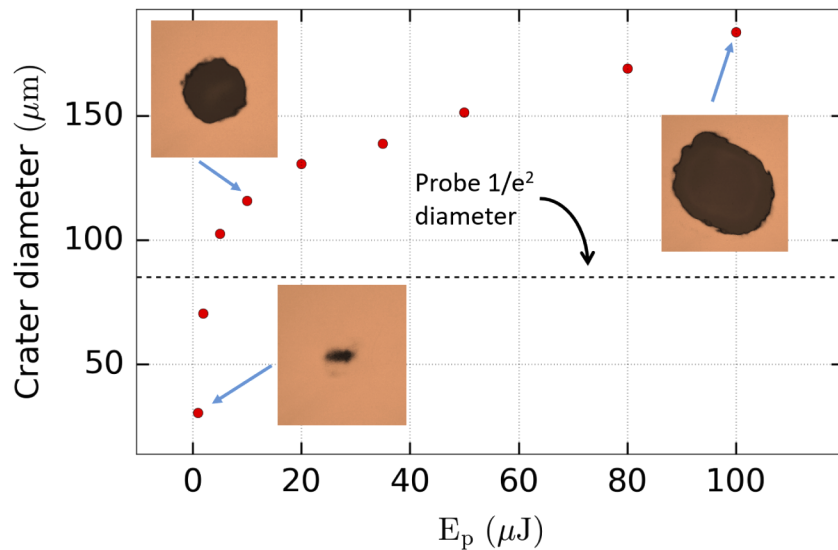 150
100
50
Crater diameter (μm)
Probe 1/e²
diameter
0
20
40
60
80
100
E_p (μJ)